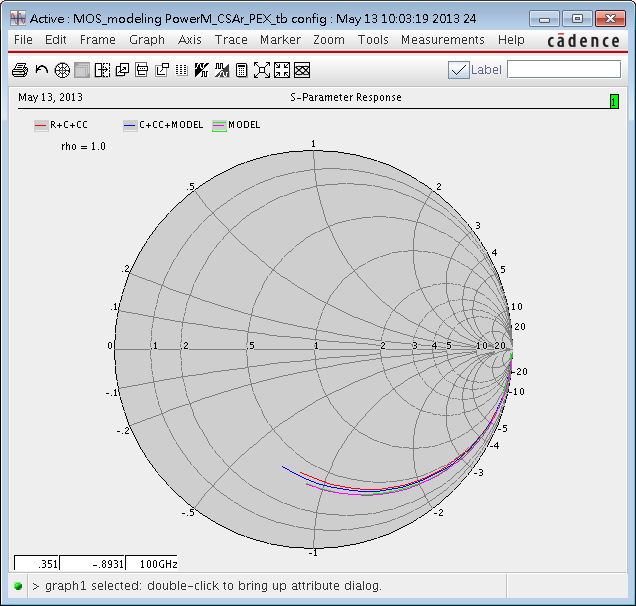 Active : MOS_modeling PowerM_CSAr_PEX_tb config : May 13 10:03:19 2013 24
File Edit Frame Graph Axis Trace Marker Zoom Tools Measurements Help cādence
Label
May 13, 2013 S-Parameter Response 1
R+C+CC C+CC+MODEL MODEL
rho = 1.0
1
.5 2
3
4
.2 5
.1 10
20
0 .1 .2 .5 1 2 3 4 5 10 20
-20
-.1 -10
-.2 -5
-4
-3
-.5 -2
-1
.351 -.8931 100GHz
> graph1 selected: double-click to bring up attribute dialog.